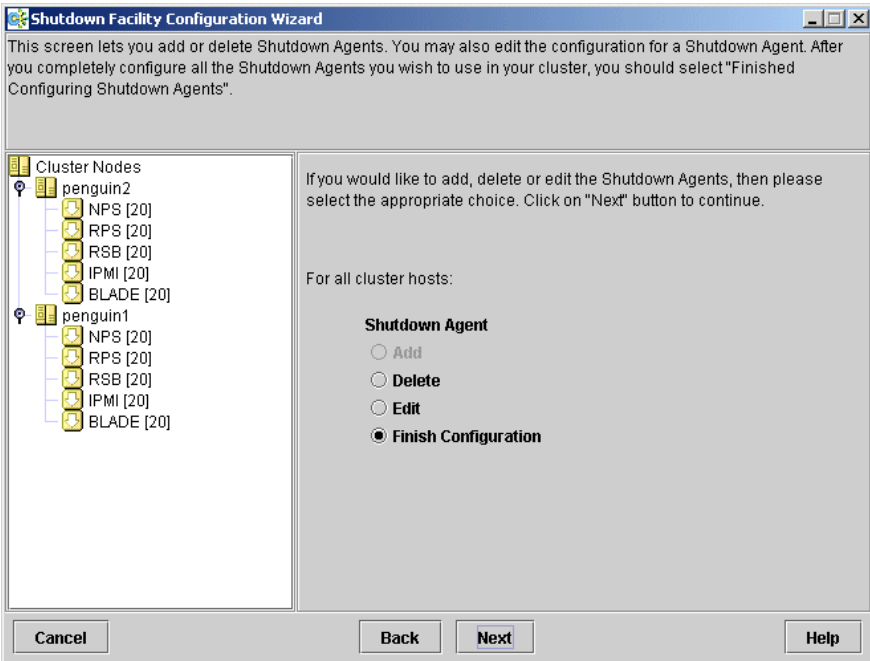 Shutdown Facility Configuration Wizard
This screen lets you add or delete Shutdown Agents. You may also edit the configuration for a Shutdown Agent. After
you completely configure all the Shutdown Agents you wish to use in your cluster, you should select "Finished
Configuring Shutdown Agents".
Cluster Nodes
penguin2
NPS [20]
RPS [20]
RSB [20]
IPMI [20]
BLADE [20]
penguin1
NPS [20]
RPS [20]
RSB [20]
IPMI [20]
BLADE [20]
If you would like to add, delete or edit the Shutdown Agents, then please
select the appropriate choice. Click on "Next" button to continue.
For all cluster hosts:
Shutdown Agent
Add
Delete
Edit
Finish Configuration
Cancel
Back
Next
Help